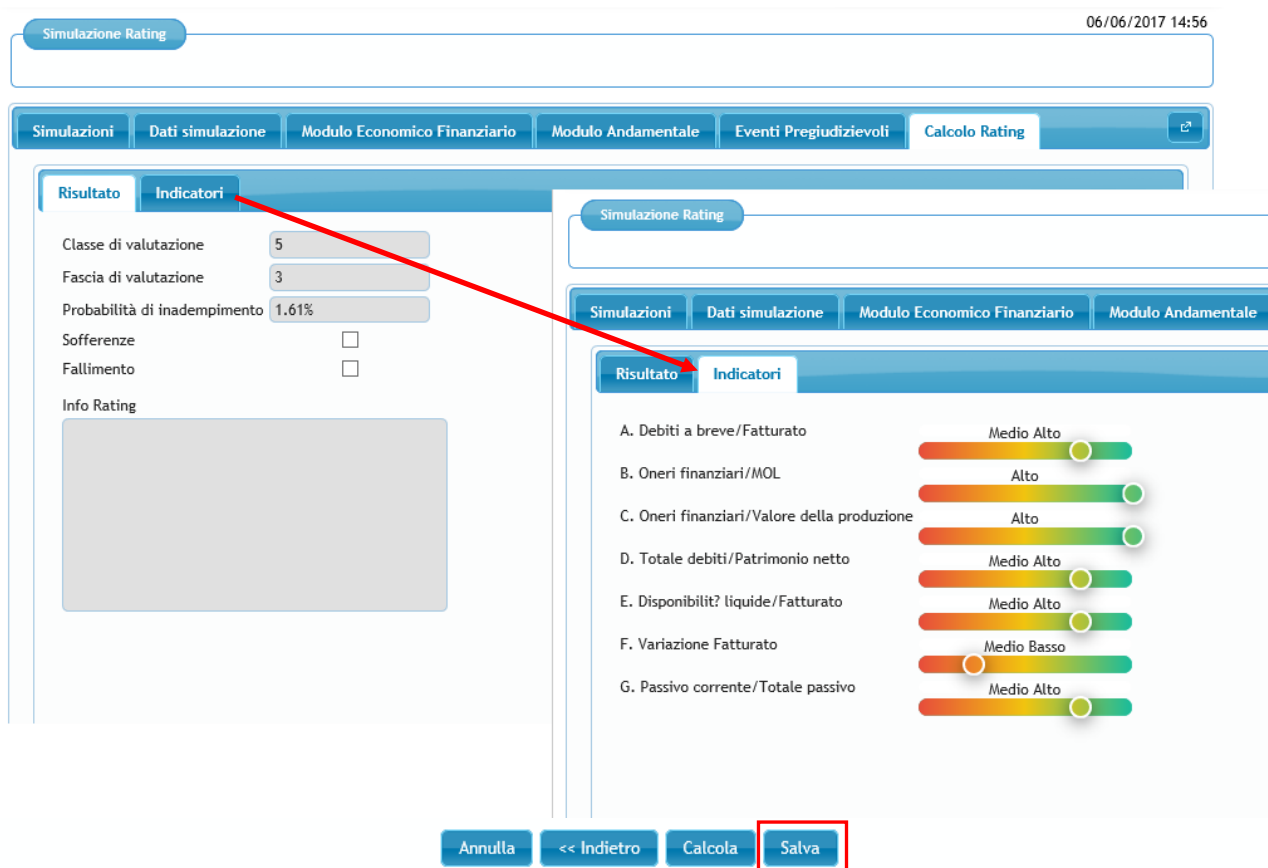 06/06/2017 14:56
Simulazione Rating
Simulazioni Dati simulazione Modulo Economico Finanziario Modulo Andamentale Eventi Pregiudizievoli Calcolo Rating
Risultato Indicatori
Classe di valutazione 5
Fascia di valutazione 3
Probabilità di inadempimento 1.61%
Sofferenze
Fallimento
Info Rating
Simulazione Rating
Simulazioni Dati simulazione Modulo Economico Finanziario Modulo Andamentale
Risultato Indicatori
A. Debiti a breve/Fatturato Medio Alto
B. Oneri finanziari/MOL Alto
C. Oneri finanziari/Valore della produzione Alto
D. Totale debiti/Patrimonio netto Medio Alto
E. Disponibilit? liquide/Fatturato Medio Alto
F. Variazione Fatturato Medio Basso
G. Passivo corrente/Totale passivo Medio Alto
Annulla << Indietro Calcola Salva